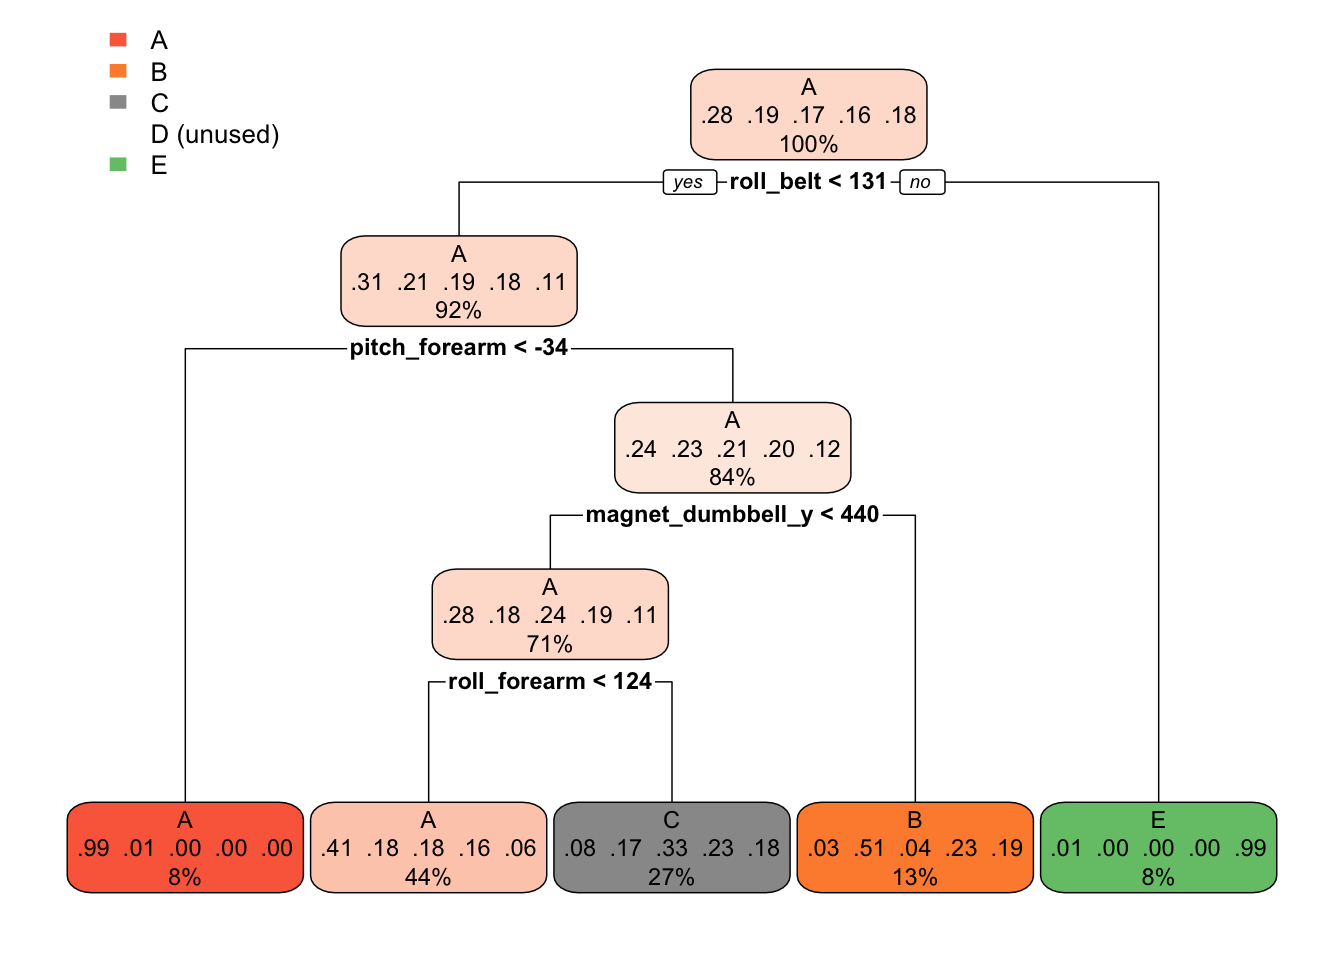 A
B
C
D (unused)
E
A
.28 .19 .17 .16 .18
100%
yes roll_belt < 131 no
A
.31 .21 .19 .18 .11
92%
pitch_forearm < -34
A
.24 .23 .21 .20 .12
84%
magnet_dumbbell_y < 440
A
.28 .18 .24 .19 .11
71%
roll_forearm < 124
A
.99 .01 .00 .00 .00
8%
A
.41 .18 .18 .16 .06
44%
C
.08 .17 .33 .23 .18
27%
B
.03 .51 .04 .23 .19
13%
E
.01 .00 .00 .00 .99
8%